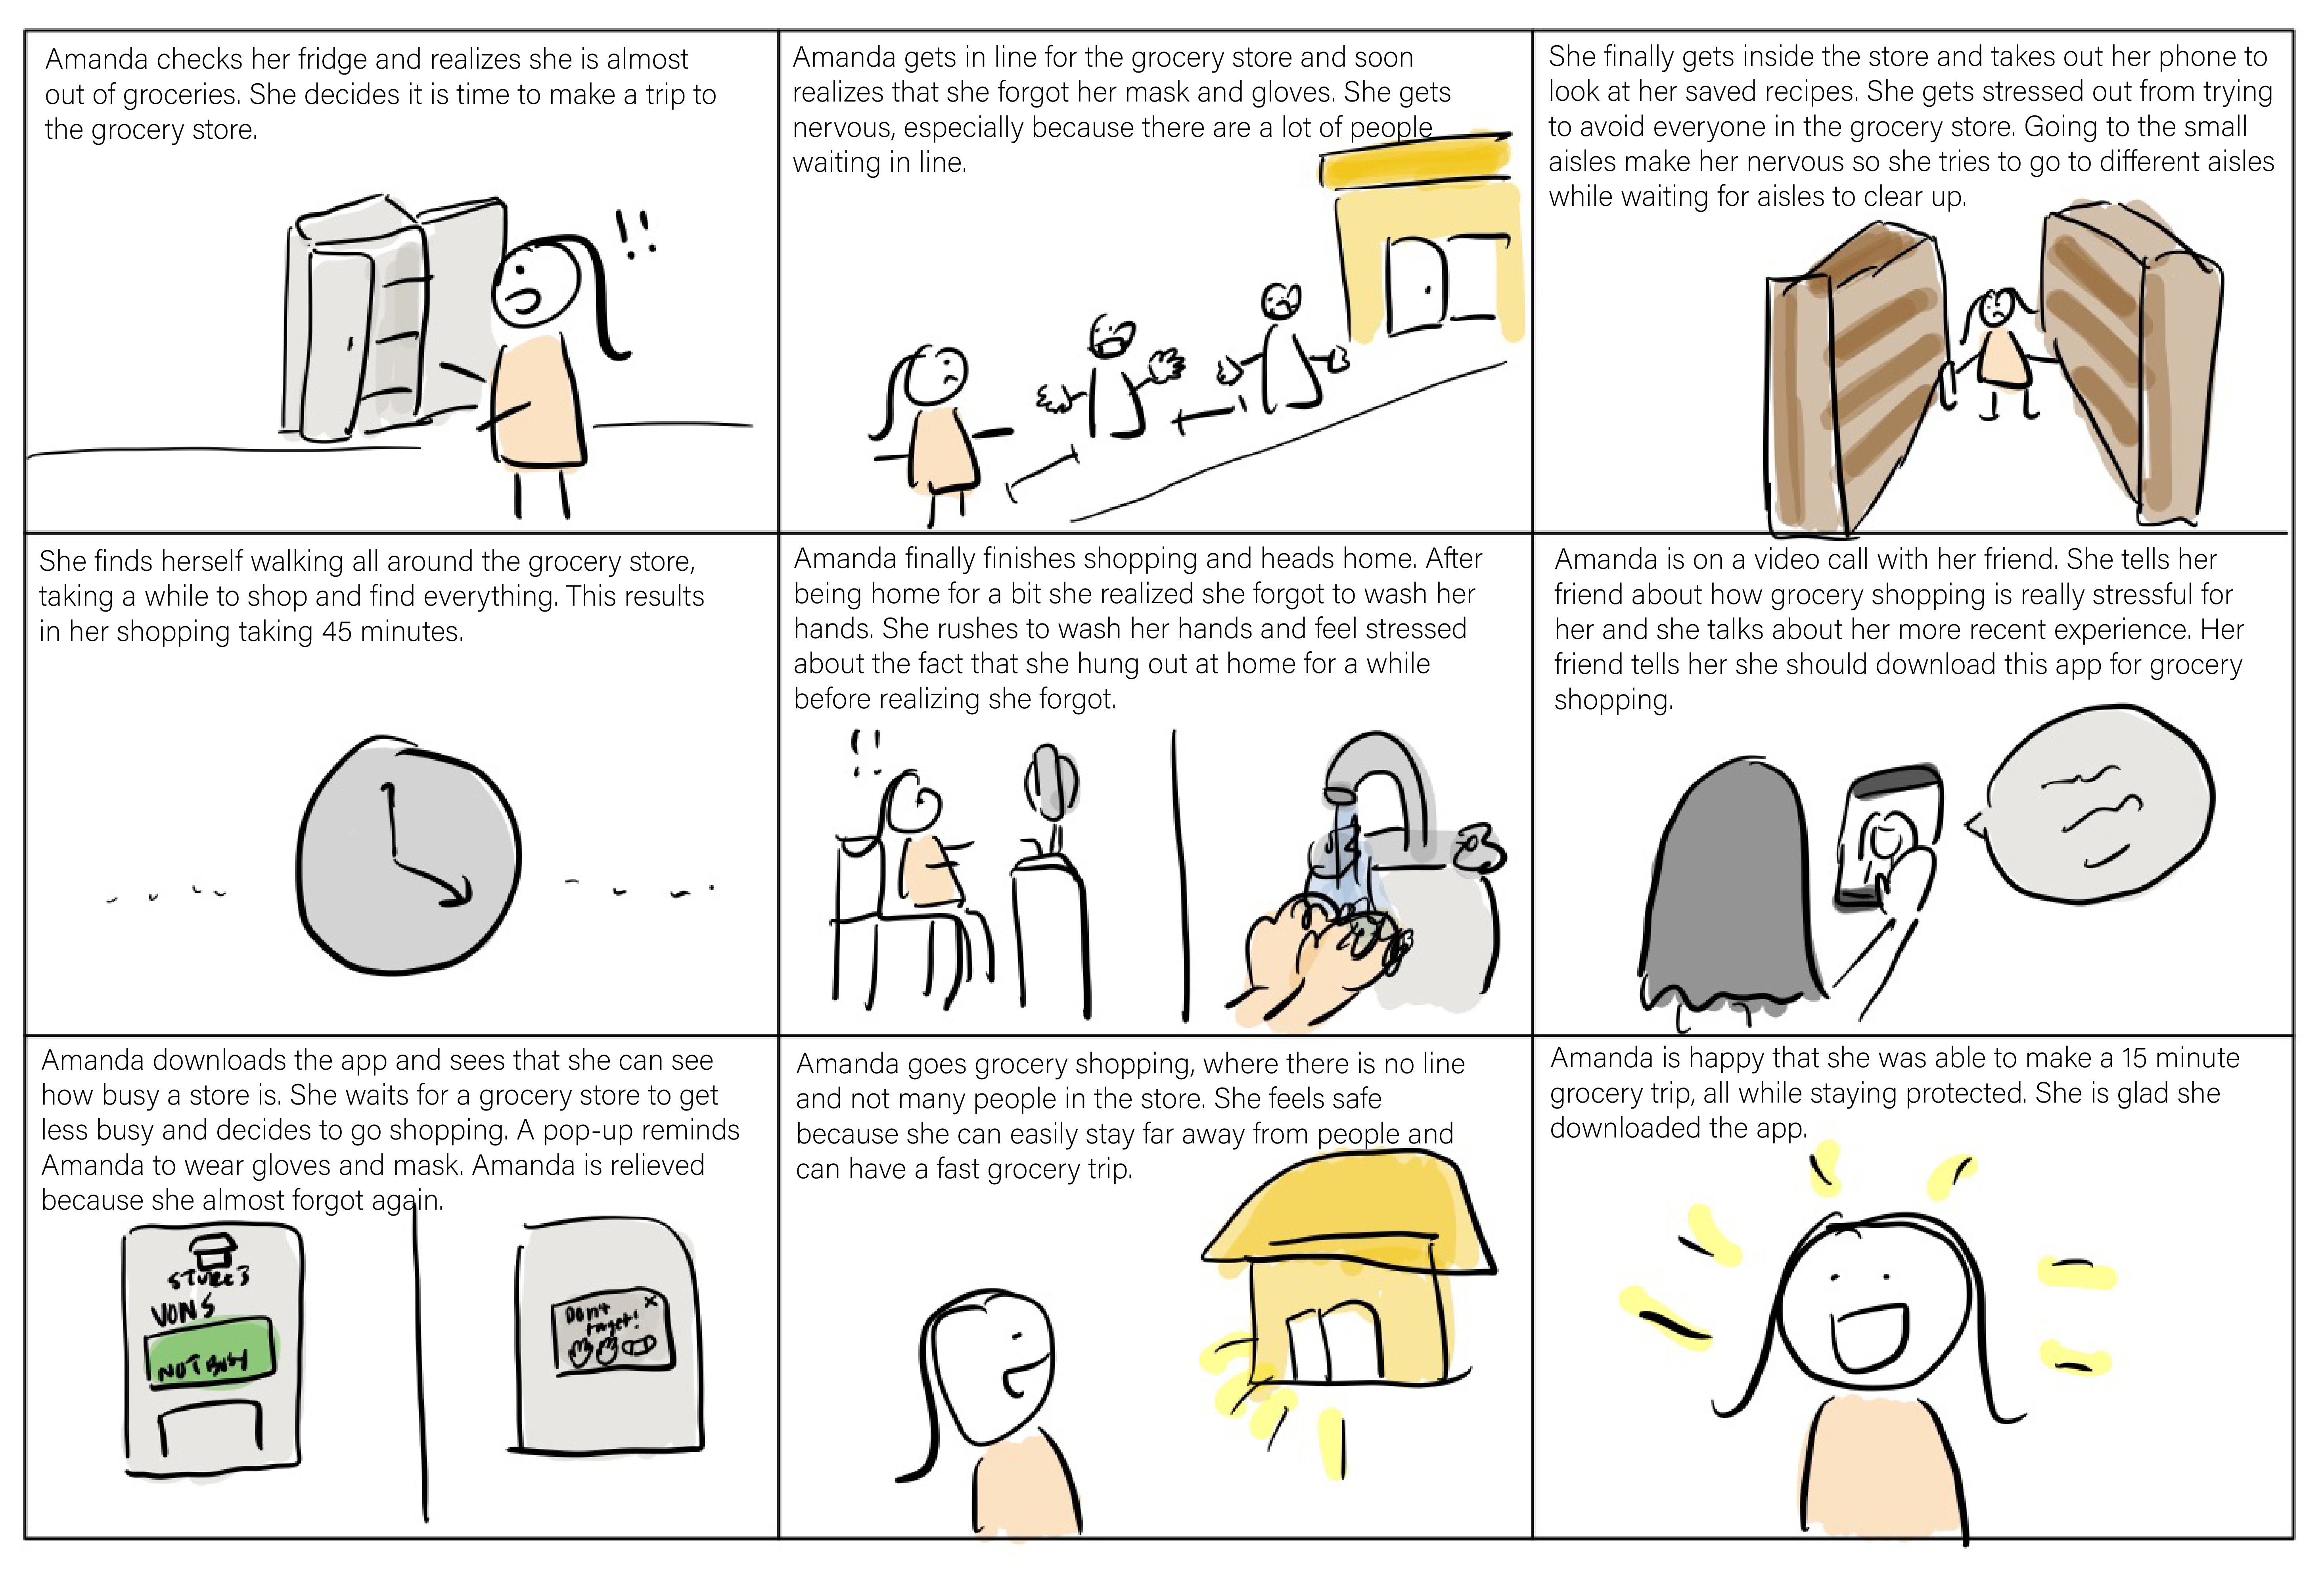 Amanda checks her fridge and realizes she is almost
out of groceries. She decides it is time to make a trip to
the grocery store.
!!
Amanda gets in line for the grocery store and soon
realizes that she forgot her mask and gloves. She gets
nervous, especially because there are a lot of people
waiting in line.
She finally gets inside the store and takes out her phone to
look at her saved recipes. She gets stressed out from trying
to avoid everyone in the grocery store. Going to the small
aisles make her nervous so she tries to go to different aisles
while waiting for aisles to clear up.
She finds herself walking all around the grocery store,
taking a while to shop and find everything. This results
in her shopping taking 45 minutes.
Amanda finally finishes shopping and heads home. After
being home for a bit she realized she forgot to wash her
hands. She rushes to wash her hands and feel stressed
about the fact that she hung out at home for a while
before realizing she forgot.
!!
Amanda is on a video call with her friend. She tells her
friend about how grocery shopping is really stressful for
her and she talks about her more recent experience. Her
friend tells her she should download this app for grocery
shopping.
Amanda downloads the app and sees that she can see
how busy a store is. She waits for a grocery store to get
less busy and decides to go shopping. A pop-up reminds
Amanda to wear gloves and mask. Amanda is relieved
because she almost forgot again.
VONS
NOT BUSY
Don't
forget!
X
Amanda goes grocery shopping, where there is no line
and not many people in the store. She feels safe
because she can easily stay far away from people and
can have a fast grocery trip.
Amanda is happy that she was able to make a 15 minute
grocery trip, all while staying protected. She is glad she
downloaded the app.